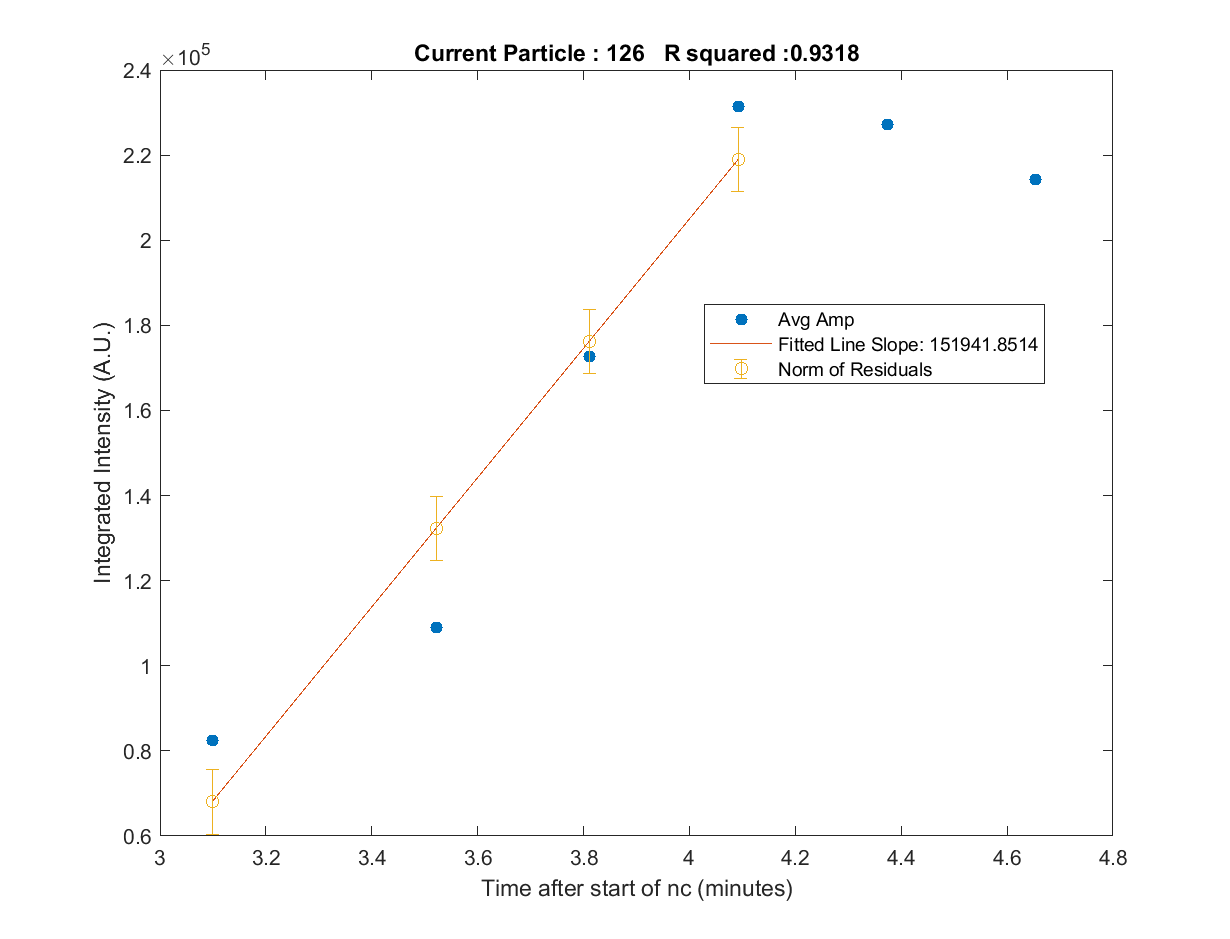 Current Particle : 126   R squared :0.9318
×10⁵
2.4
2.2
2
1.8
1.6
1.4
1.2
1
0.8
0.6
Integrated Intensity (A.U.)
Avg Amp
Fitted Line Slope: 151941.8514
Norm of Residuals
3 3.2 3.4 3.6 3.8 4 4.2 4.4 4.6 4.8
Time after start of nc (minutes)